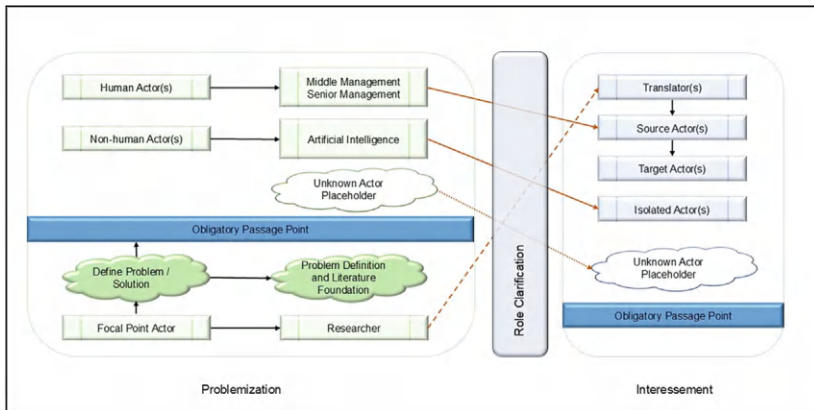 Human Actor(s)
Middle Management
Senior Management
Non-human Actor(s)
Artificial Intelligence
Unknown Actor
Placeholder
Obligatory Passage Point
Define Problem /
Solution
Problem Definition
and Literature
Foundation
Focal Point Actor
Researcher
Problemization
Role Clarification
Translator(s)
Source Actor(s)
Target Actor(s)
Isolated Actor(s)
Unknown Actor
Placeholder
Obligatory Passage Point
Interessement